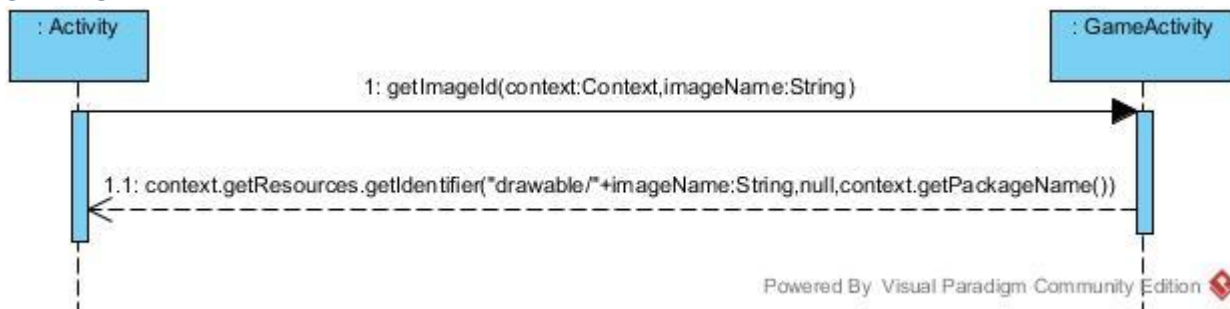 : Activity
: GameActivity
1: getImageId(context:Context,imageName:String)
1.1: context.getResources.getIdentifier("drawable/"+imageName:String,null,context.getPackageName())
Powered By Visual Paradigm Community Edition